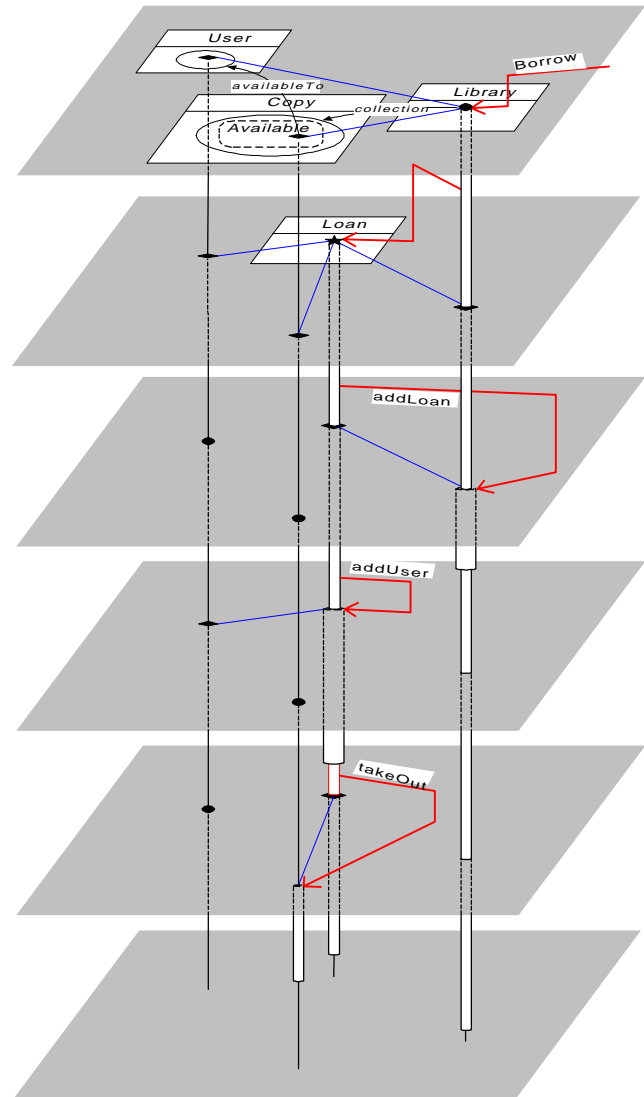 User
Borrow
availableTo
Library
Copy
collection
Available
Loan
addLoan
addUser
takeOut